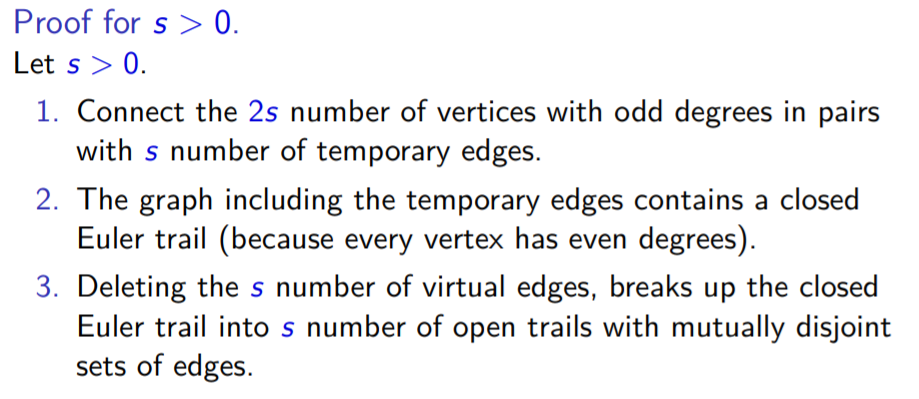 Proof for s > 0.
Let s > 0.
1. Connect the 2s number of vertices with odd degrees in pairs
with s number of temporary edges.
2. The graph including the temporary edges contains a closed
Euler trail (because every vertex has even degrees).
3. Deleting the s number of virtual edges, breaks up the closed
Euler trail into s number of open trails with mutually disjoint
sets of edges.